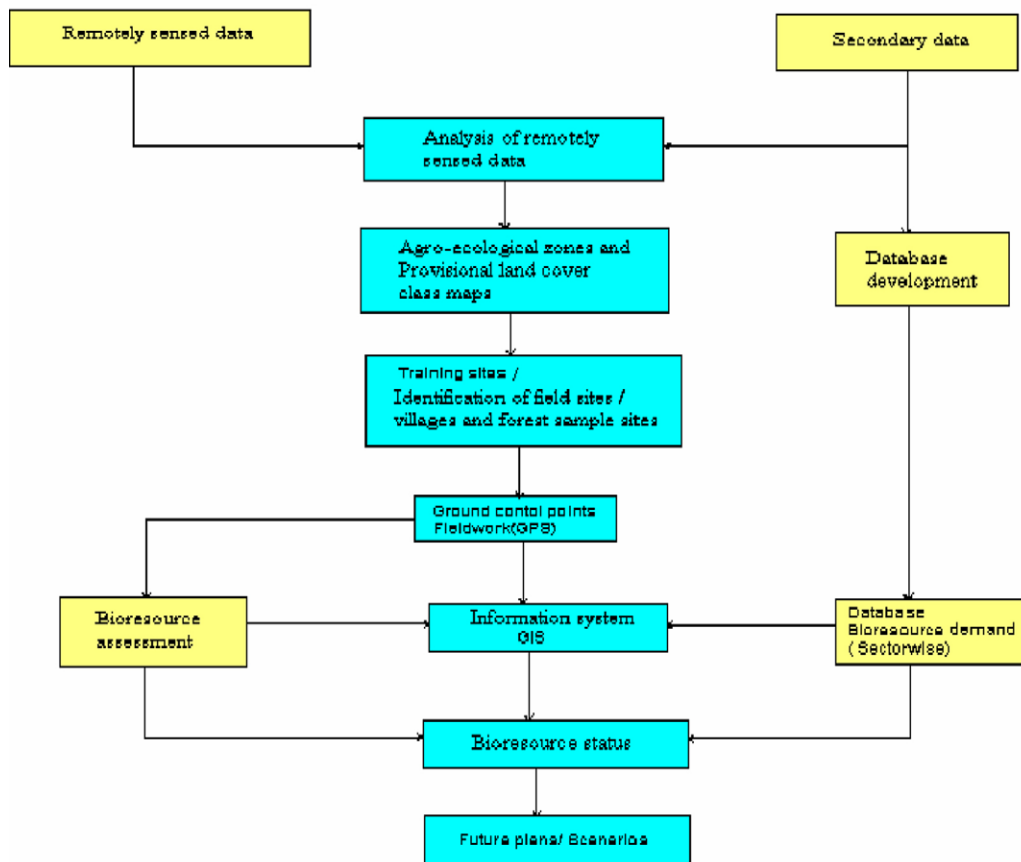 Remotely sensed data
Secondary data
Analysis of remotely
sensed data
Agro-ecological zones and
Provisional land cover
class maps
Database
development
Training sites /
Identification of field sites /
villages and forest sample sites
Ground contol points
Fieldwork(GPS)
Bioresource
assessment
Information system
GIS
Database
Bioresource demand
( Sectorwise)
Bioresource status
Future plans/ Scenarios